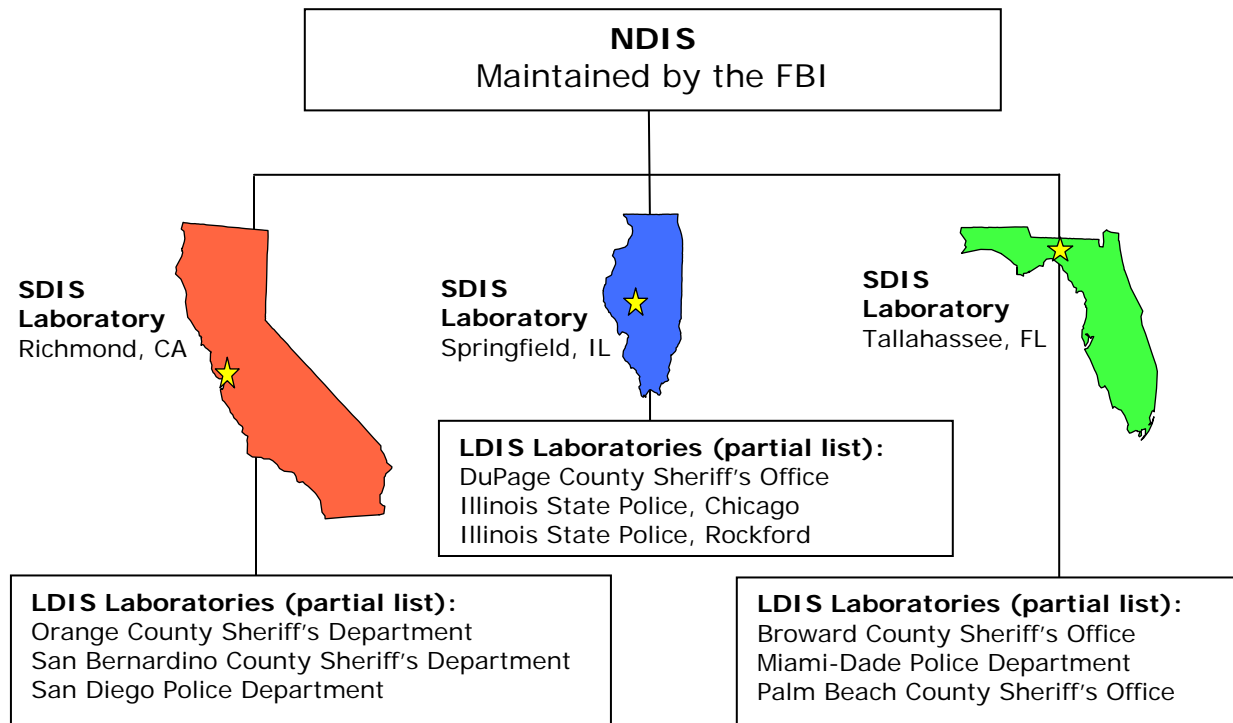 NDIS
Maintained by the FBI
SDIS
Laboratory
Richmond, CA
SDIS
Laboratory
Springfield, IL
SDIS
Laboratory
Tallahassee, FL
LDIS Laboratories (partial list):
DuPage County Sheriff's Office
Illinois State Police, Chicago
Illinois State Police, Rockford
LDIS Laboratories (partial list):
Orange County Sheriff's Department
San Bernardino County Sheriff's Department
San Diego Police Department
LDIS Laboratories (partial list):
Broward County Sheriff's Office
Miami-Dade Police Department
Palm Beach County Sheriff's Office